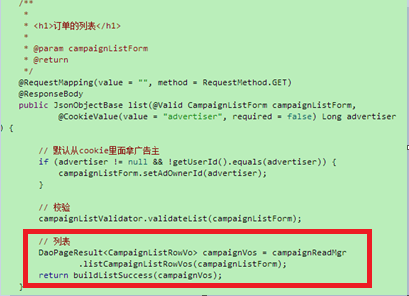 /**
*
* <h1>订单的列表</h1>
*
* @param campaignListForm
* @return
*/
@RequestMapping(value = "", method = RequestMethod.GET)
@ResponseBody
public JsonObjectBase list(@Valid CampaignListForm campaignListForm,
@CookieValue(value = "advertiser", required = false) Long advertiser
) {
// 默认从cookie里面拿广告主
if (advertiser != null && !getUserId().equals(advertiser)) {
campaignListForm.setAdOwnerId(advertiser);
}
// 校验
campaignListValidator.validateList(campaignListForm);
// 列表
DaoPageResult<CampaignListRowVo> campaignVos = campaignReadMgr
.listCampaignListRowVos(campaignListForm);
return buildListSuccess(campaignVos);
}